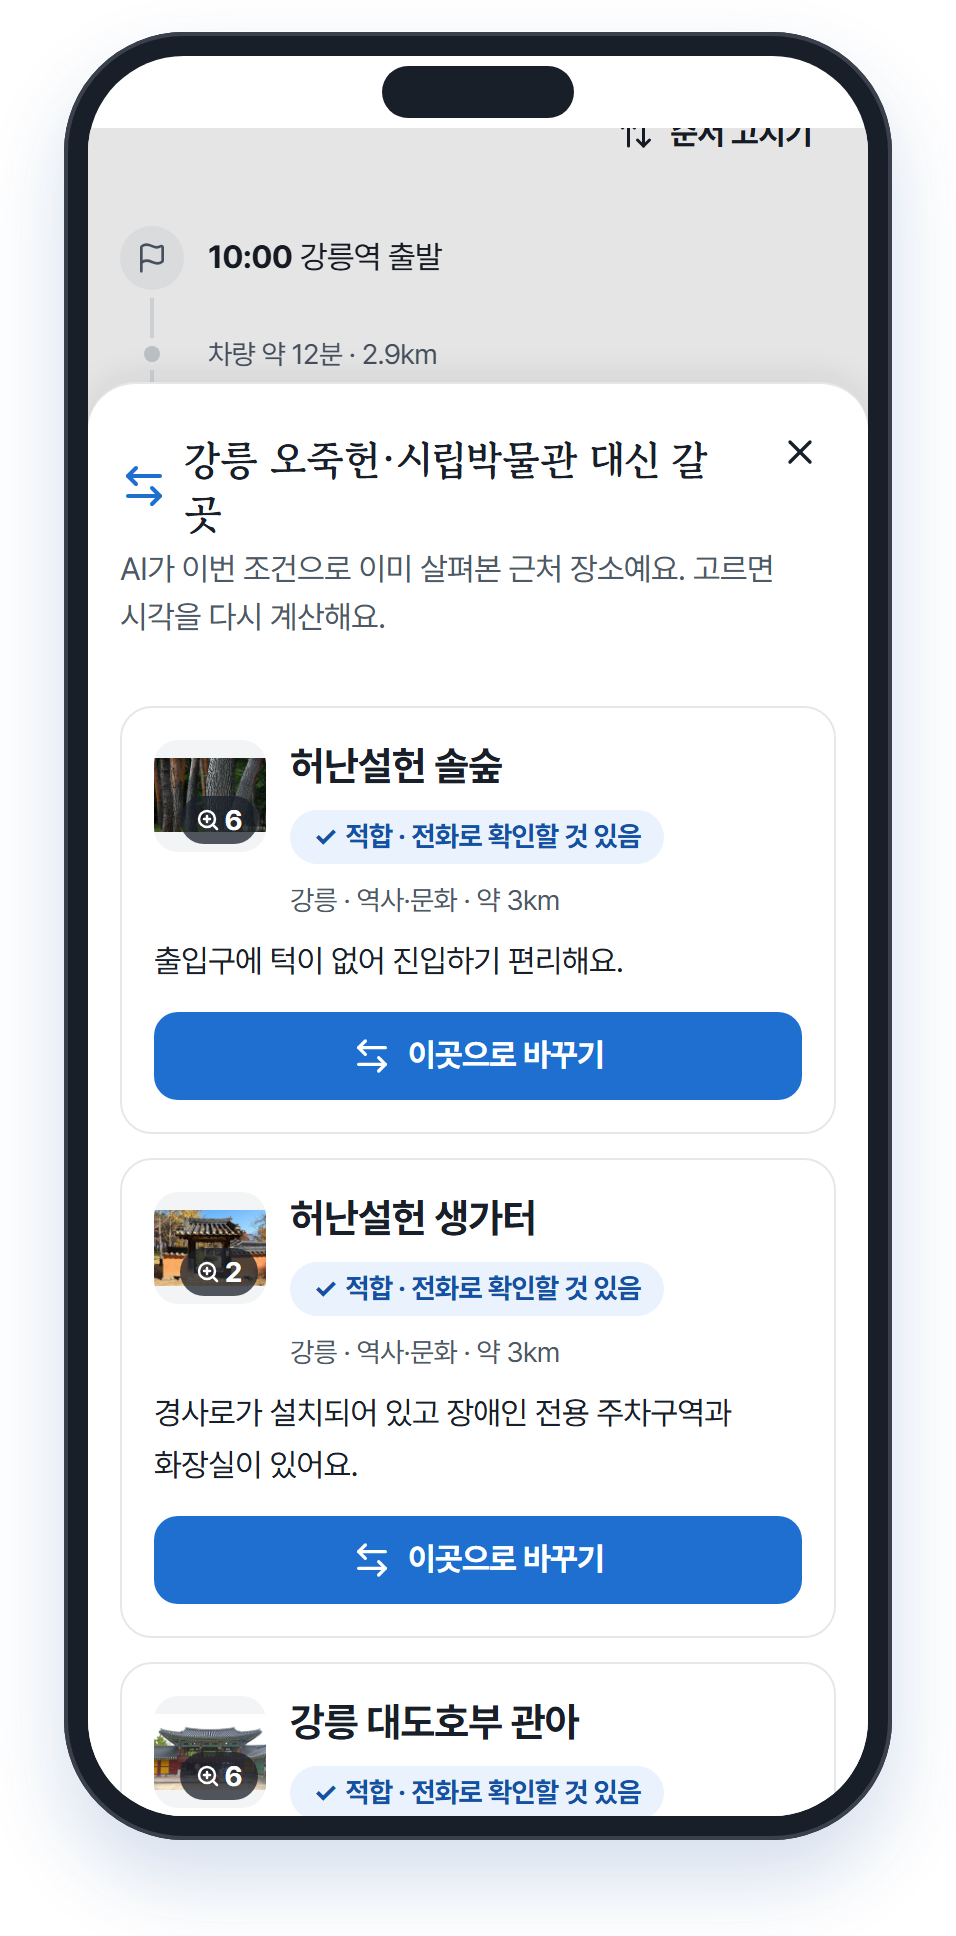 순서 고치기
10:00 강릉역 출발
차량 약 12분 · 2.9km
강릉 오죽헌·시립박물관 대신 갈
곳
AI가 이번 조건으로 이미 살펴본 근처 장소예요. 고르면
시각을 다시 계산해요.
허난설헌 솔숲
6
적합 · 전화로 확인할 것 있음
강릉 · 역사·문화 · 약 3km
출입구에 턱이 없어 진입하기 편리해요.
이곳으로 바꾸기
허난설헌 생가터
2
적합 · 전화로 확인할 것 있음
강릉 · 역사·문화 · 약 3km
경사로가 설치되어 있고 장애인 전용 주차구역과
화장실이 있어요.
이곳으로 바꾸기
강릉 대도호부 관아
6
적합 · 전화로 확인할 것 있음